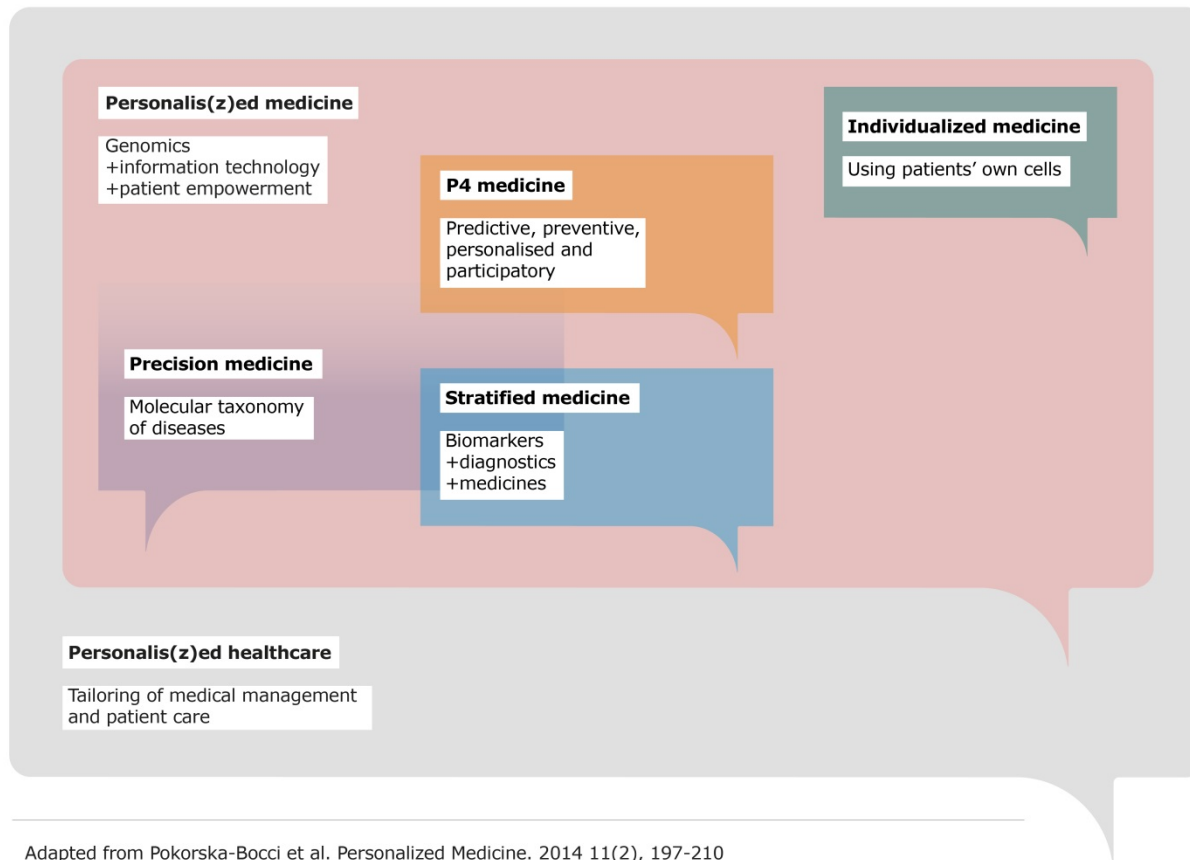 Personalis(z)ed medicine
Genomics
+information technology
+patient empowerment
P4 medicine
Predictive, preventive,
personalised and
participatory
Individualized medicine
Using patients’ own cells
Precision medicine
Molecular taxonomy
of diseases
Stratified medicine
Biomarkers
+diagnostics
+medicines
Personalis(z)ed healthcare
Tailoring of medical management
and patient care
Adapted from Pokorska-Bocci et al. Personalized Medicine. 2014 11(2), 197-210